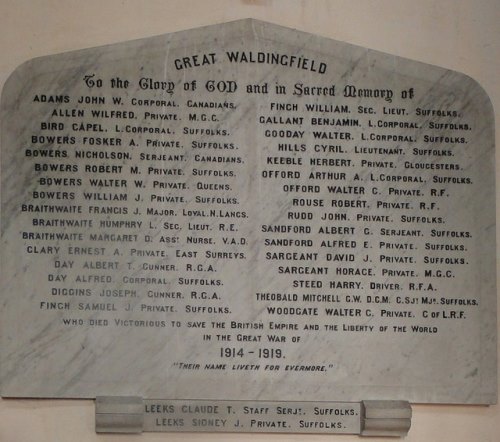 GREAT WALDINGFIELD
To the Glory of GOD and in Sacred Memory of
ADAMS JOHN W. CORPORAL. CANADIANS.
ALLEN WILFRED. PRIVATE. M.G.C.
BIRD CAPEL. L.CORPORAL. SUFFOLKS.
BOWERS FOSKER A. PRIVATE. SUFFOLKS.
BOWERS. NICHOLSON. SERJEANT. CANADIANS.
BOWERS ROBERT M. PRIVATE. SUFFOLKS.
BOWERS WALTER W. PRIVATE. QUEENS.
BOWERS WILLIAM J. PRIVATE. SUFFOLKS.
BRAITHWAITE FRANCIS J. MAJOR. LOYAL.N.LANCS.
BRAITHWAITE HUMPHRY L. SEC. LIEUT. R.E.
BRAITHWAITE MARGARET D. ASST NURSE. V.A.D.
CLARY ERNEST A. PRIVATE. EAST SURREYS.
DAY ALBERT T. GUNNER. R.G.A.
DAY ALFRED. CORPORAL. SUFFOLKS.
DIGGINS JOSEPH. GUNNER. R.G.A.
FINCH SAMUEL J. PRIVATE. SUFFOLKS.
FINCH WILLIAM. SEC. LIEUT. SUFFOLKS.
GALLANT BENJAMIN. L.CORPORAL. SUFFOLKS.
GOODAY WALTER. L.CORPORAL. SUFFOLKS.
HILLS CYRIL. LIEUTENANT. SUFFOLKS.
KEEBLE HERBERT. PRIVATE. GLOUCESTERS.
OFFORD ARTHUR A. L.CORPORAL. SUFFOLKS.
OFFORD WALTER C. PRIVATE. R.F.
ROUSE ROBERT. PRIVATE. R.F.
RUDD JOHN. PRIVATE. SUFFOLKS.
SANDFORD ALBERT G. SERJEANT. SUFFOLKS.
SANDFORD ALFRED E. PRIVATE. SUFFOLKS.
SARGEANT DAVID J. PRIVATE. SUFFOLKS.
SARGEANT HORACE. PRIVATE. M.G.C.
STEED HARRY. DRIVER. R.F.A.
THEOBALD MITCHELL G.W. D.C.M. C.SJT MJR. SUFFOLKS.
WOODGATE WALTER C. PRIVATE. C OF L.R.F.
WHO DIED VICTORIOUS TO SAVE THE BRITISH EMPIRE AND THE LIBERTY OF THE WORLD
IN THE GREAT WAR OF
1914 - 1919.
"THEIR NAME LIVETH FOR EVERMORE."
LEEKS CLAUDE T. STAFF SERJT. SUFFOLKS.
LEEKS SIDNEY J. PRIVATE. SUFFOLKS.